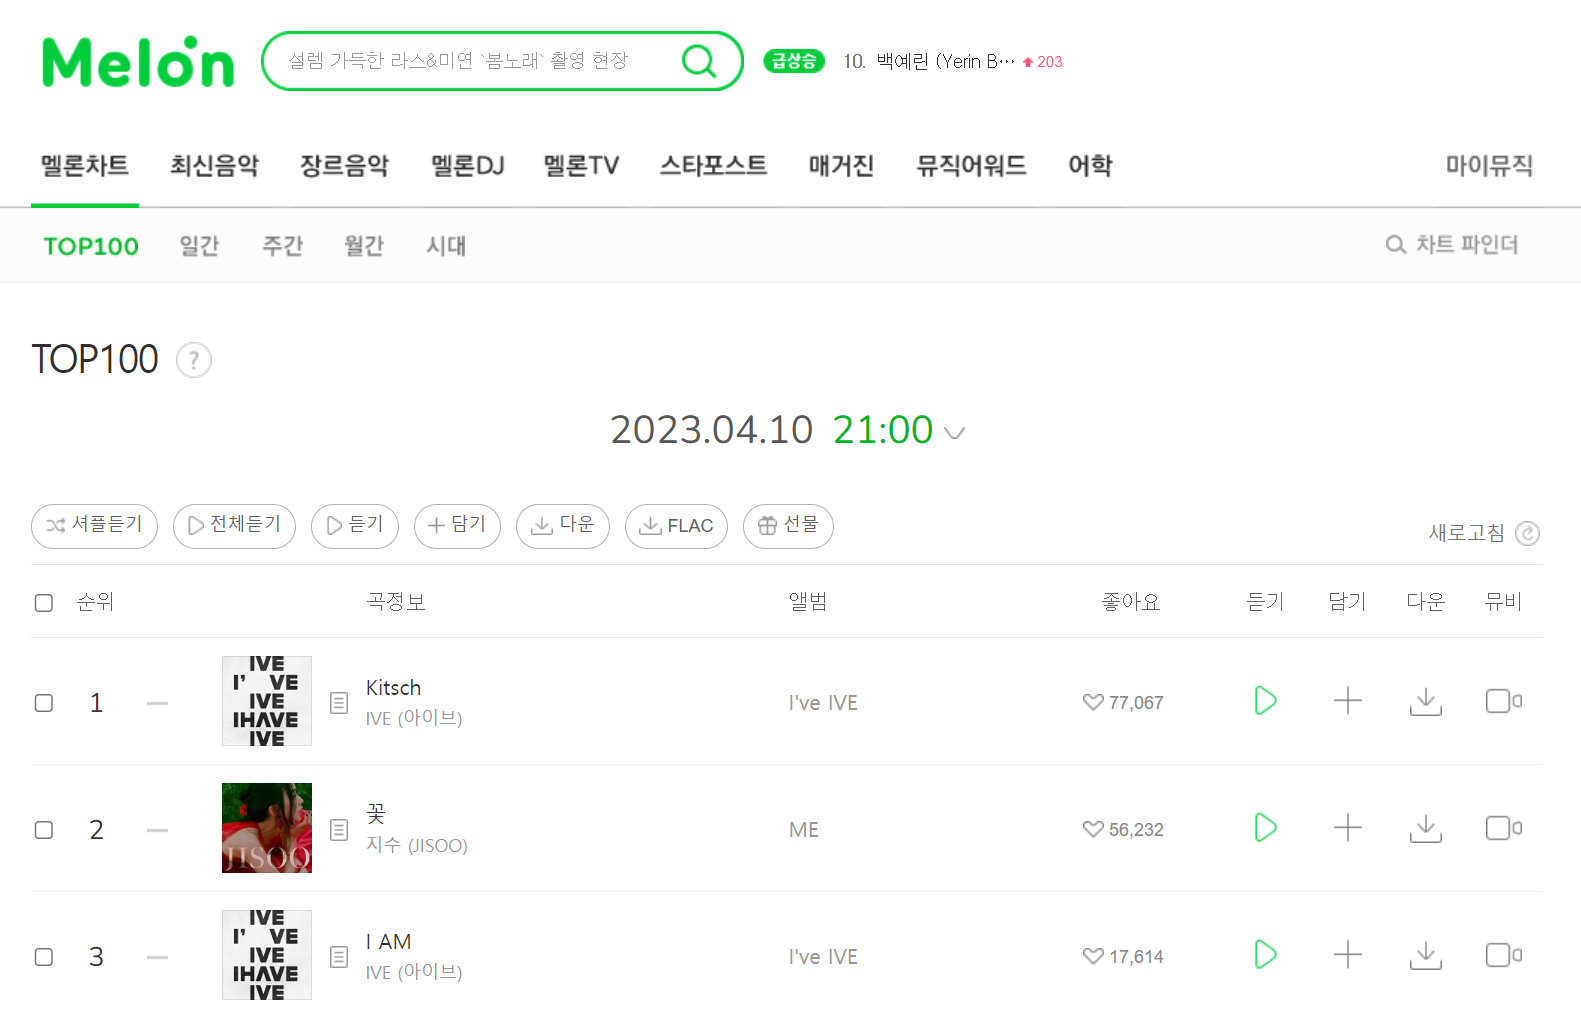 Melon
설렘 가득한 라스&미연 `봄노래` 촬영 현장
급상승 10. 백예린 (Yerin B··· 203
멜론차트 최신음악 장르음악 멜론DJ 멜론TV 스타포스트 매거진 뮤직어워드 어학 마이뮤직
TOP100 일간 주간 월간 시대 차트 파인더
TOP100 ?
2023.04.10 21:00
셔플듣기 전체듣기 듣기 담기 다운 FLAC 선물 새로고침
순위 곡정보 앨범 좋아요 듣기 담기 다운 뮤비
IVE
I' VE
IVE
IHAVE
IVE
1 Kitsch I've IVE 77,067
IVE (아이브)
JISOO
2 꽃 ME 56,232
지수 (JISOO)
IVE
I' VE
IVE
IHAVE
IVE
3 I AM I've IVE 17,614
IVE (아이브)